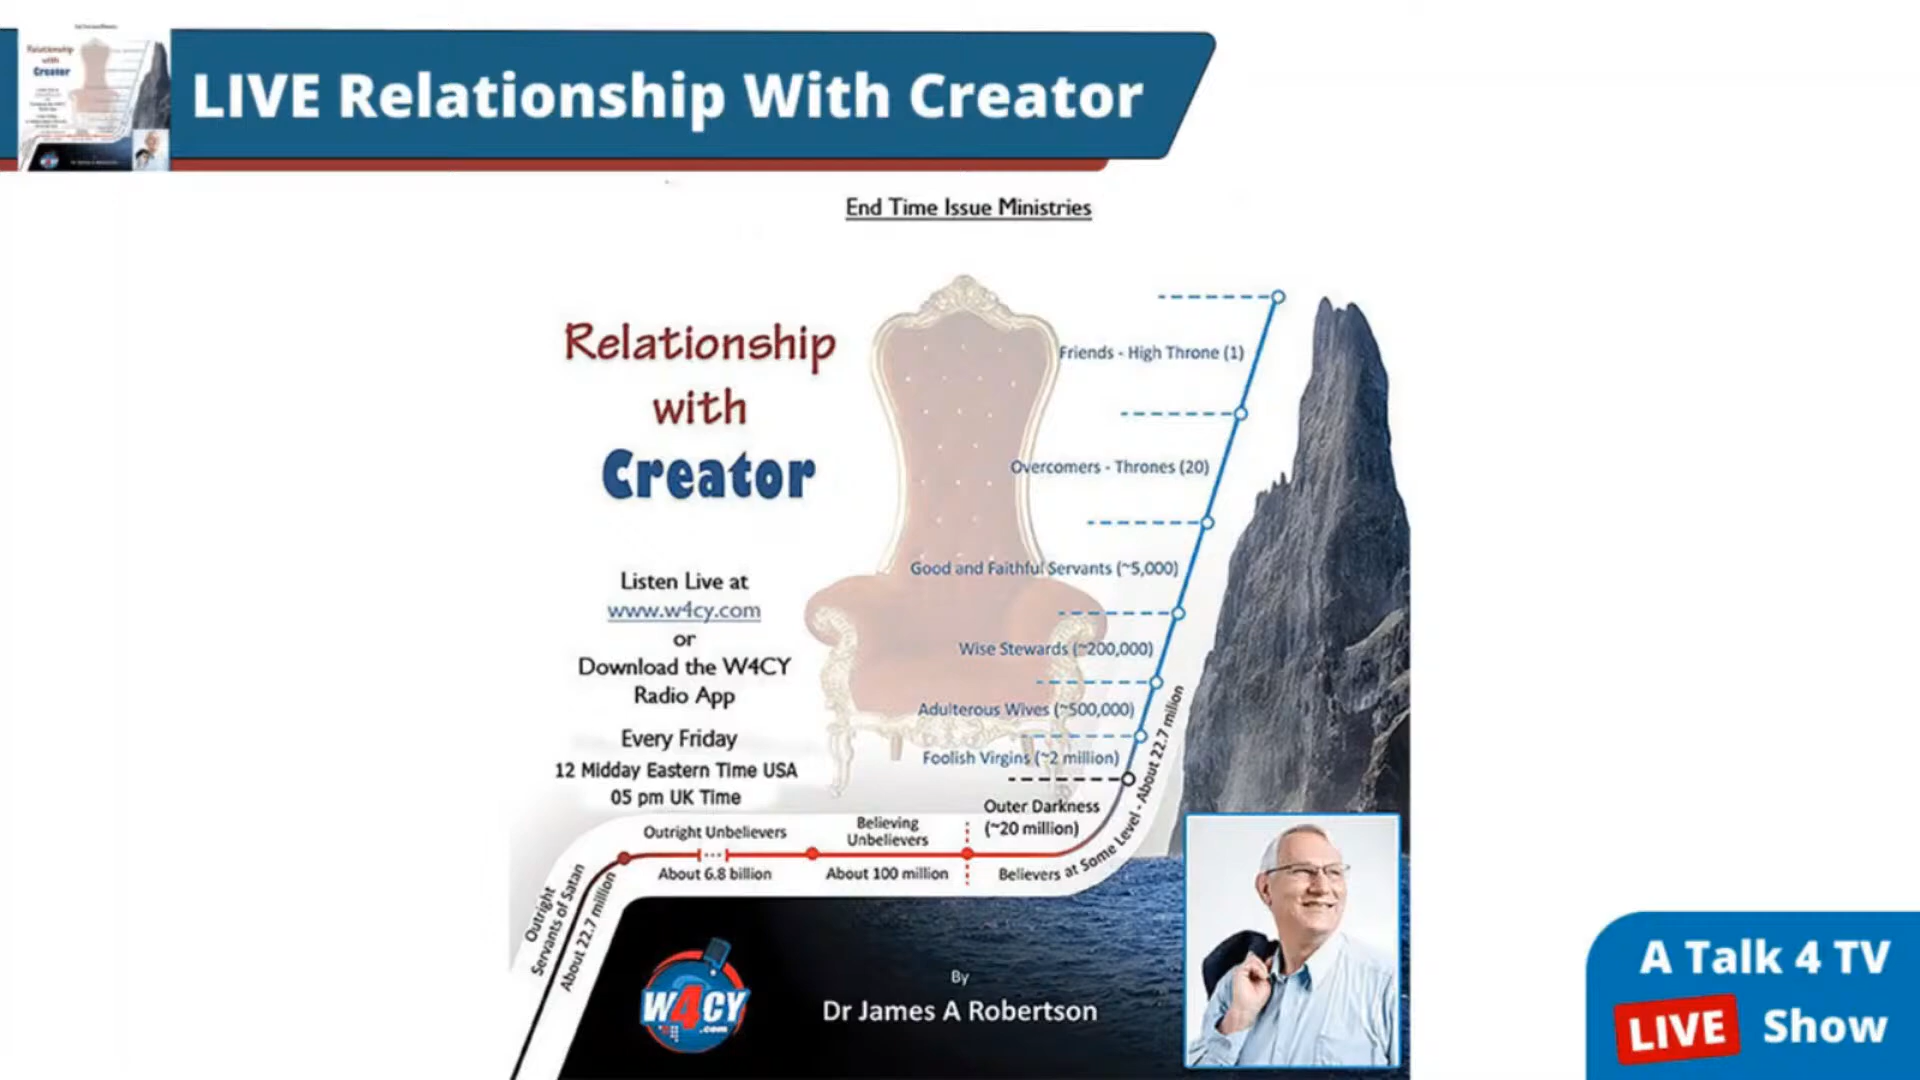 LIVE Relationship With Creator
End Time Issue Ministries
Relationship
with
Creator
Listen Live at
www.w4cy.com
or
Download the W4CY
Radio App
Every Friday
12 Midday Eastern Time USA
05 pm UK Time
Friends - High Throne (1)
Overcomers - Thrones (20)
Good and Faithful Servants (~5,000)
Wise Stewards (~200,000)
Adulterous Wives (~500,000)
Foolish Virgins (~2 million)
Outer Darkness
(~20 million)
Believers at Some Level - About 22.7 milion
Believing
Unbelievers
About 100 million
Outright Unbelievers
About 6.8 billion
Outright
Servants of Satan
About 22.7 million
W4CY
.com
By
Dr James A Robertson
A Talk 4 TV
LIVE Show